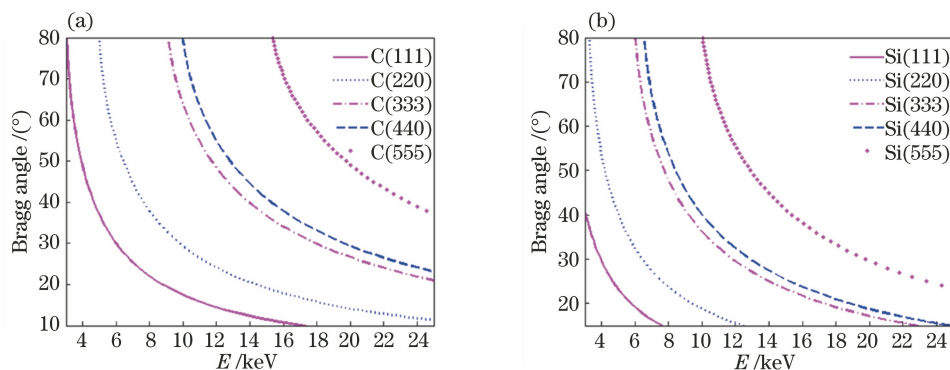 (a)
80
70
60
50
40
30
20
10
Bragg angle /(°)
C(111)
C(220)
C(333)
C(440)
C(555)
4 6 8 10 12 14 16 18 20 22 24
E /keV
(b)
80
70
60
50
40
30
20
Bragg angle /(°)
Si(111)
Si(220)
Si(333)
Si(440)
Si(555)
4 6 8 10 12 14 16 18 20 22 24
E /keV